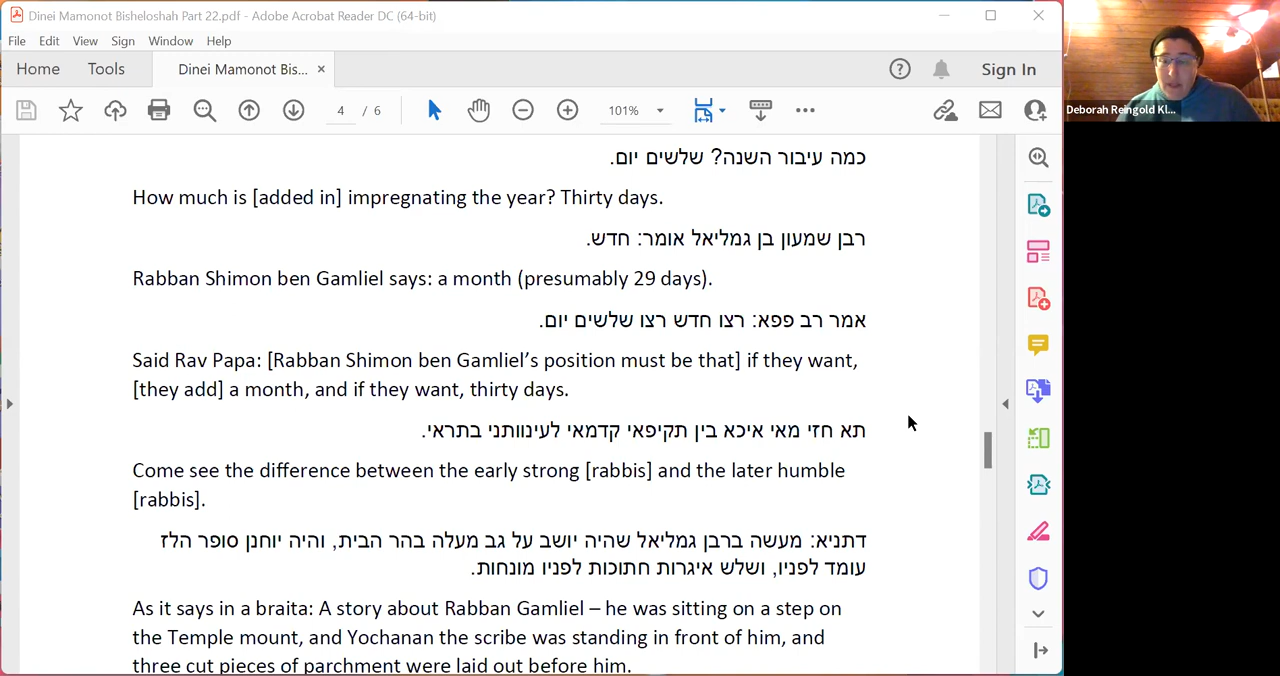 Dinei Mamonot Bisheloshah Part 22.pdf - Adobe Acrobat Reader DC (64-bit)
File Edit View Sign Window Help
Home Tools Dinei Mamonot Bis... × Sign In
4 / 6 101%
Deborah Reingold Kl...
כמה עיבור השנה? שלשים יום.
How much is [added in] impregnating the year? Thirty days.
רבן שמעון בן גמליאל אומר: חדש.
Rabban Shimon ben Gamliel says: a month (presumably 29 days).
אמר רב פפא: רצו חדש רצו שלשים יום.
Said Rav Papa: [Rabban Shimon ben Gamliel’s position must be that] if they want,
[they add] a month, and if they want, thirty days.
תא חזי מאי איכא בין תקיפאי קדמאי לעינוותני בתראי.
Come see the difference between the early strong [rabbis] and the later humble
[rabbis].
דתניא: מעשה ברבן גמליאל שהיה יושב על גב מעלה בהר הבית, והיה יוחנן סופר הלז
עומד לפניו, ושלש איגרות חתוכות לפניו מונחות.
As it says in a braita: A story about Rabban Gamliel – he was sitting on a step on
the Temple mount, and Yochanan the scribe was standing in front of him, and
three cut pieces of parchment were laid out before him.